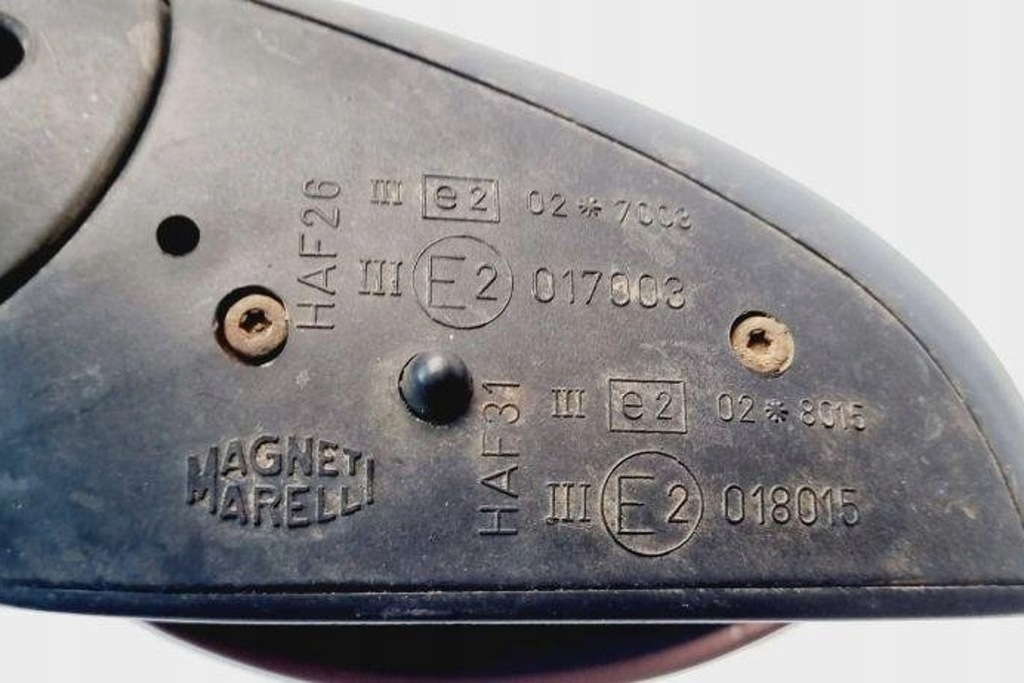 HAF26
III e2 02*7003
III E2 017003
HAF31
III e2 02*8015
III E2 018015
MAGNETI
MARELLI